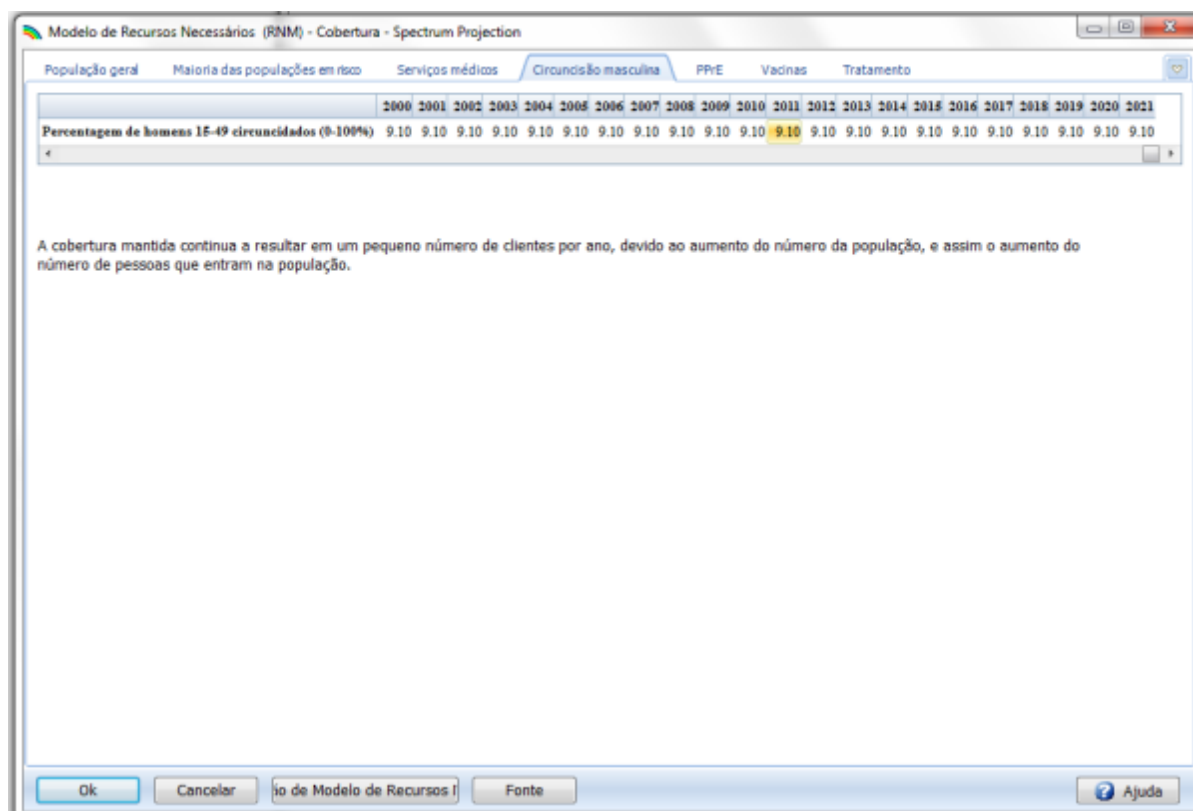 Modelo de Recursos Necessários (RNM) - Cobertura - Spectrum Projection
População geral Maioria das populações em risco Serviços médicos Circuncisão masculina PPrE Vacinas Tratamento
2000 2001 2002 2003 2004 2005 2006 2007 2008 2009 2010 2011 2012 2013 2014 2015 2016 2017 2018 2019 2020 2021
Percentagem de homens 15-49 circuncidados (0-100%) 9.10 9.10 9.10 9.10 9.10 9.10 9.10 9.10 9.10 9.10 9.10 9.10 9.10 9.10 9.10 9.10 9.10 9.10 9.10 9.10 9.10 9.10
A cobertura mantida continua a resultar em um pequeno número de clientes por ano, devido ao aumento do número da população, e assim o aumento do
número de pessoas que entram na população.
Ok Cancelar io de Modelo de Recursos Fonte Ajuda